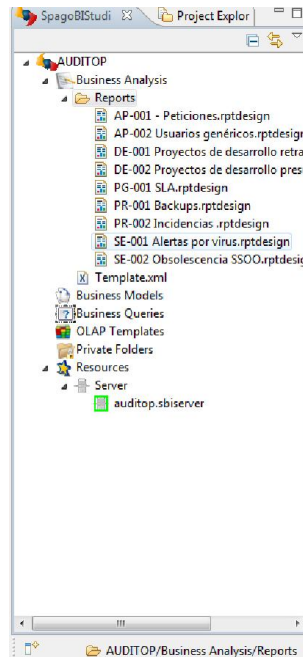 SpagoBIStudi Project Explor
AUDITOP
Business Analysis
Reports
AP-001 - Peticiones.rptdesign
AP-002 Usuarios genéricos.rptdesign
DE-001 Proyectos de desarrollo retra
DE-002 Proyectos de desarrollo pres
PG-001 SLA.rptdesign
PR-001 Backups.rptdesign
PR-002 Incidencias .rptdesign
SE-001 Alertas por virus.rptdesign
SE-002 Obsolescencia SSOO.rptdesig
Template.xml
Business Models
Business Queries
OLAP Templates
Private Folders
Resources
Server
auditop.sbiserver
AUDITOP/Business Analysis/Reports